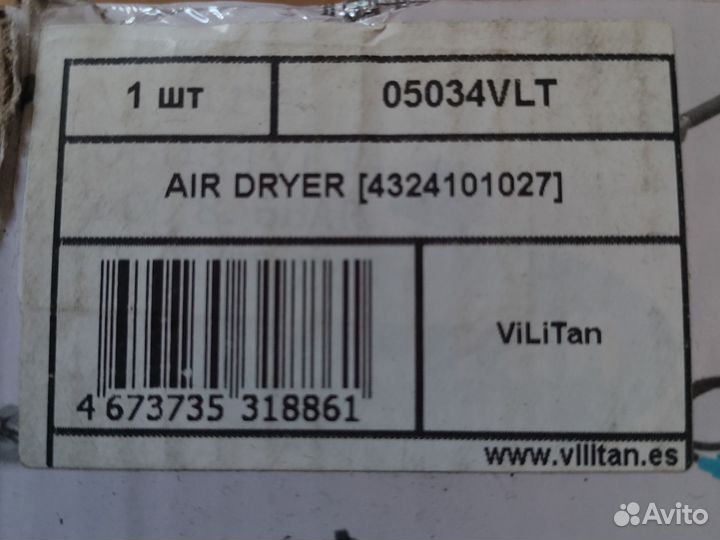 1 шт
05034VLT
AIR DRYER [4324101027]
4 673735 318861
ViLiTan
www.vilitan.es
Avito